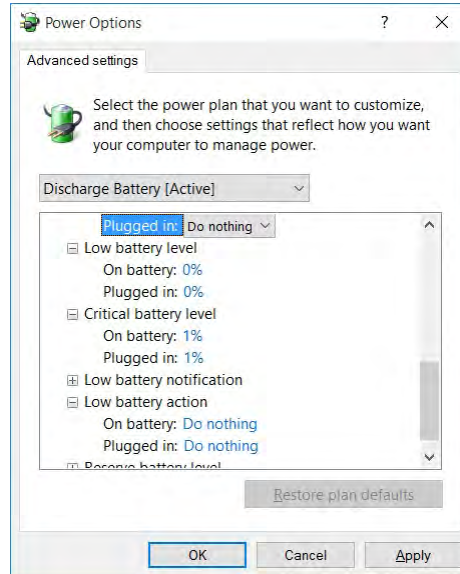 Power Options
Advanced settings
Select the power plan that you want to customize,
and then choose settings that reflect how you want
your computer to manage power.
Discharge Battery [Active]
Plugged in: Do nothing
Low battery level
On battery: 0%
Plugged in: 0%
Critical battery level
On battery: 1%
Plugged in: 1%
Low battery notification
Low battery action
On battery: Do nothing
Plugged in: Do nothing
Reserve battery level
Restore plan defaults
OK Cancel Apply